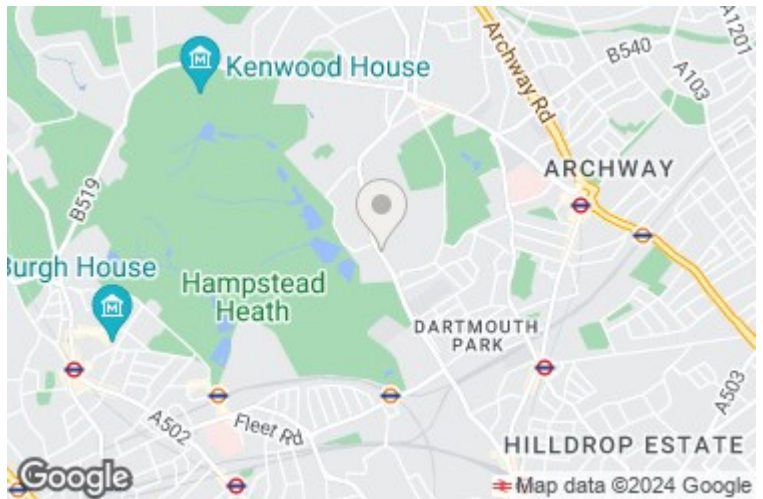 Kenwood House
Archway Rd
B540
A1201
A103
ARCHWAY
B519
Burgh House
Hampstead
Heath
DARTMOUTH
PARK
A503
A502
Fleet Rd
HILLDROP ESTATE
Google
Map data ©2024 Google